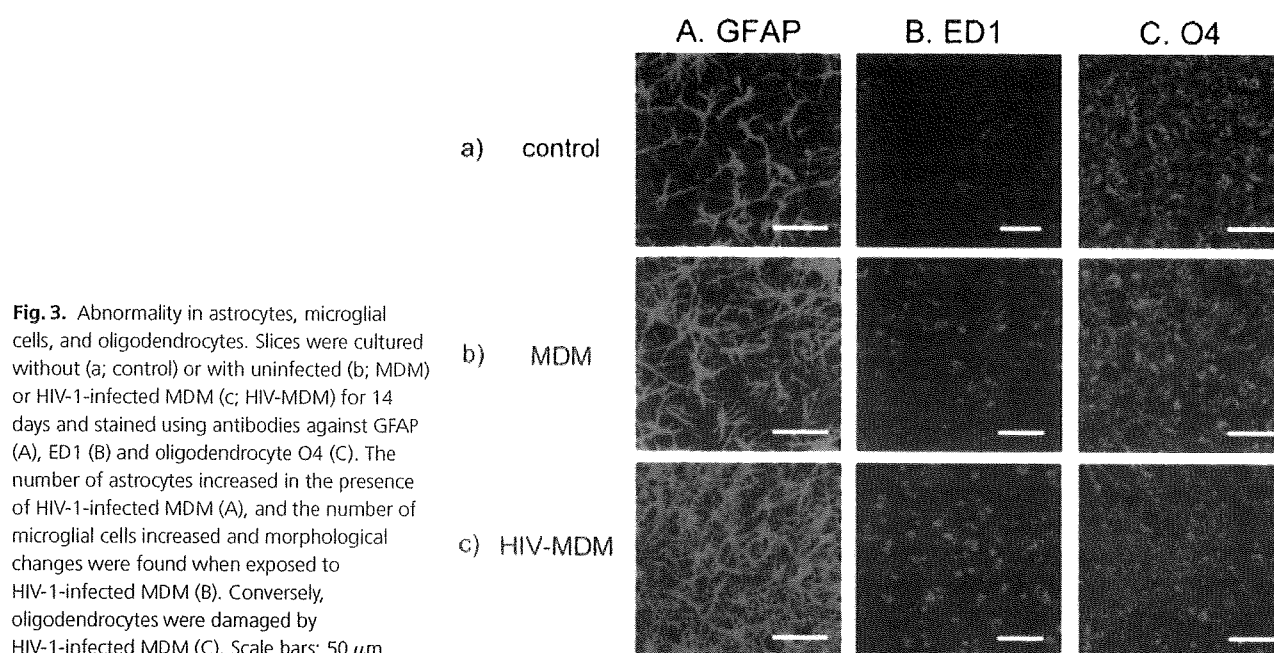 A. GFAP B. ED1 C. O4
a) control
b) MDM
c) HIV-MDM
Fig. 3. Abnormality in astrocytes, microglial
cells, and oligodendrocytes. Slices were cultured
without (a; control) or with uninfected (b; MDM)
or HIV-1-infected MDM (c; HIV-MDM) for 14
days and stained using antibodies against GFAP
(A), ED1 (B) and oligodendrocyte O4 (C). The
number of astrocytes increased in the presence
of HIV-1-infected MDM (A), and the number of
microglial cells increased and morphological
changes were found when exposed to
HIV-1-infected MDM (B). Conversely,
oligodendrocytes were damaged by
HIV-1-infected MDM (C). Scale bars: 50 μm